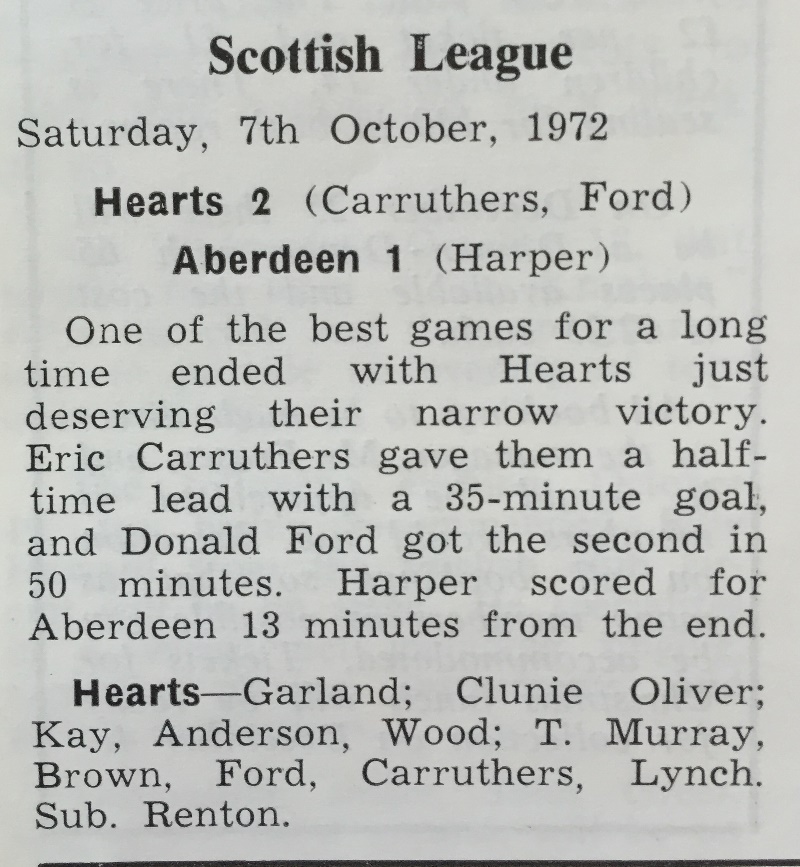 Scottish League
Saturday, 7th October, 1972
Hearts 2 (Carruthers, Ford)
Aberdeen 1 (Harper)
One of the best games for a long
time ended with Hearts just
deserving their narrow victory.
Eric Carruthers gave them a half-
time lead with a 35-minute goal,
and Donald Ford got the second in
50 minutes. Harper scored for
Aberdeen 13 minutes from the end.
Hearts—Garland; Clunie Oliver;
Kay, Anderson, Wood; T. Murray,
Brown, Ford, Carruthers, Lynch.
Sub. Renton.